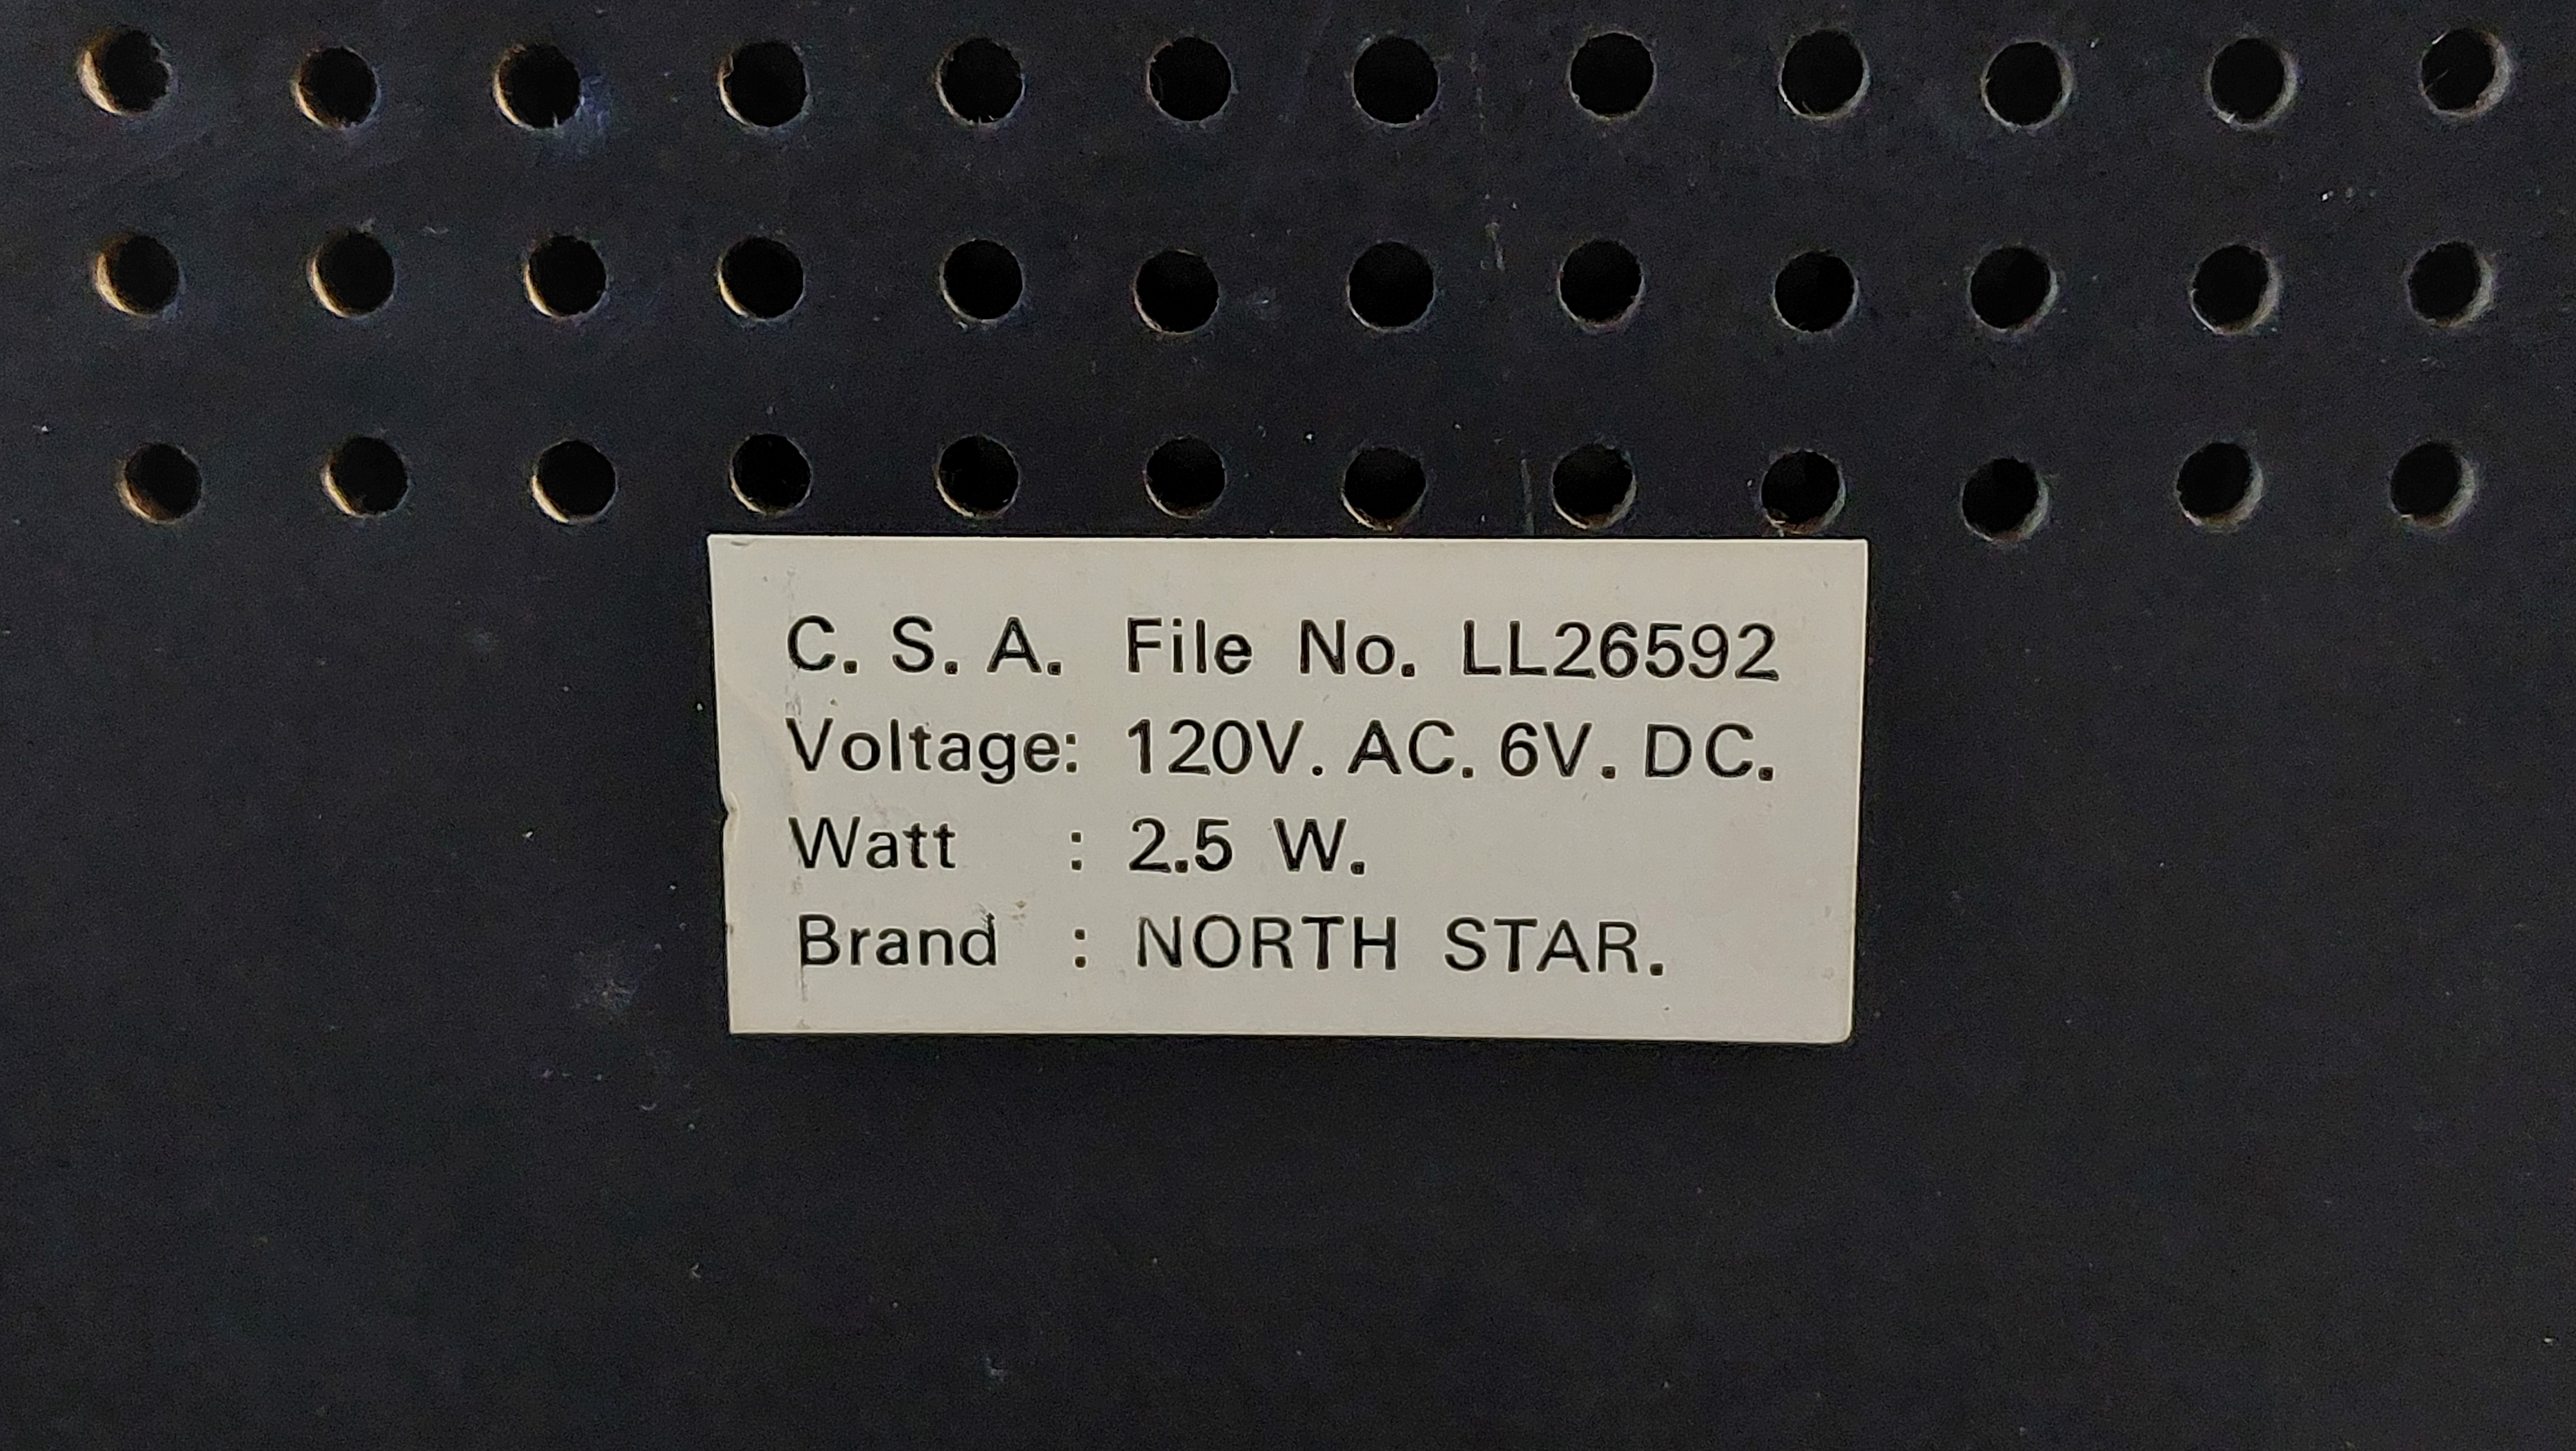 C. S. A. File No. LL26592
Voltage: 120V. AC. 6V. DC.
Watt : 2.5 W.
Brand : NORTH STAR.